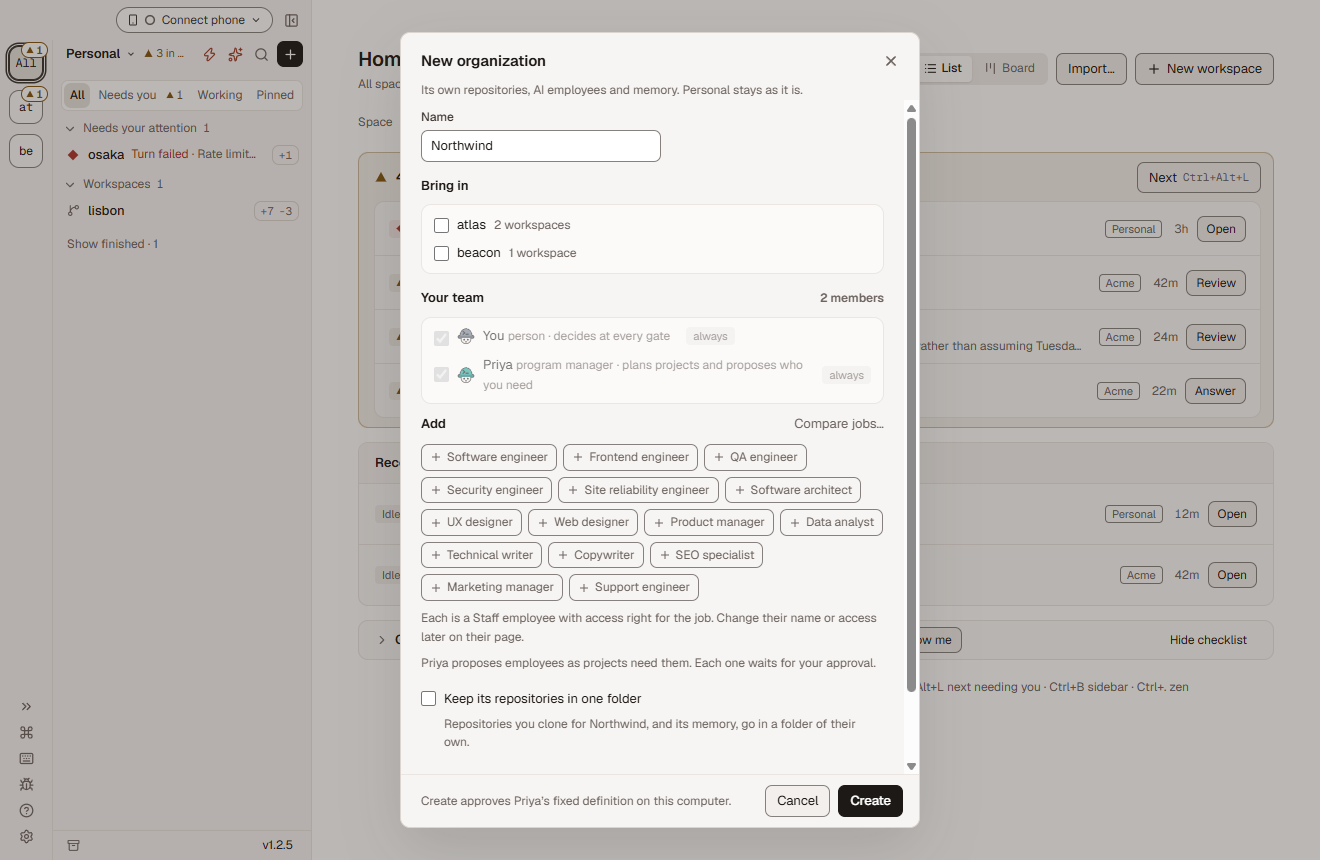 Connect phone
1
All
1
at
be
Personal
3 in ...
All
Needs you
1
Working
Pinned
Needs your attention 1
osaka Turn failed · Rate limit...
+1
Workspaces 1
lisbon
+7 -3
Show finished · 1
v1.2.5
All
List
Board
Import...
New workspace
Space
Next Ctrl+Alt+L
Personal 3h Open
Acme 42m Review
rather than assuming Tuesda... Acme 24m Review
Acme 22m Answer
Idle
Personal 12m Open
Idle
Acme 42m Open
Hide checklist
Alt+L next needing you · Ctrl+B sidebar · Ctrl+. zen
New organization
Its own repositories, AI employees and memory. Personal stays as it is.
Name
Northwind
Bring in
atlas 2 workspaces
beacon 1 workspace
Your team
2 members
You person · decides at every gate always
Priya program manager · plans projects and proposes who
you need
always
Add
Compare jobs...
+ Software engineer
+ Frontend engineer
+ QA engineer
+ Security engineer
+ Site reliability engineer
+ Software architect
+ UX designer
+ Web designer
+ Product manager
+ Data analyst
+ Technical writer
+ Copywriter
+ SEO specialist
+ Marketing manager
+ Support engineer
Each is a Staff employee with access right for the job. Change their name or access
later on their page.
Priya proposes employees as projects need them. Each one waits for your approval.
Keep its repositories in one folder
Repositories you clone for Northwind, and its memory, go in a folder of their
own.
Create approves Priya's fixed definition on this computer.
Cancel
Create